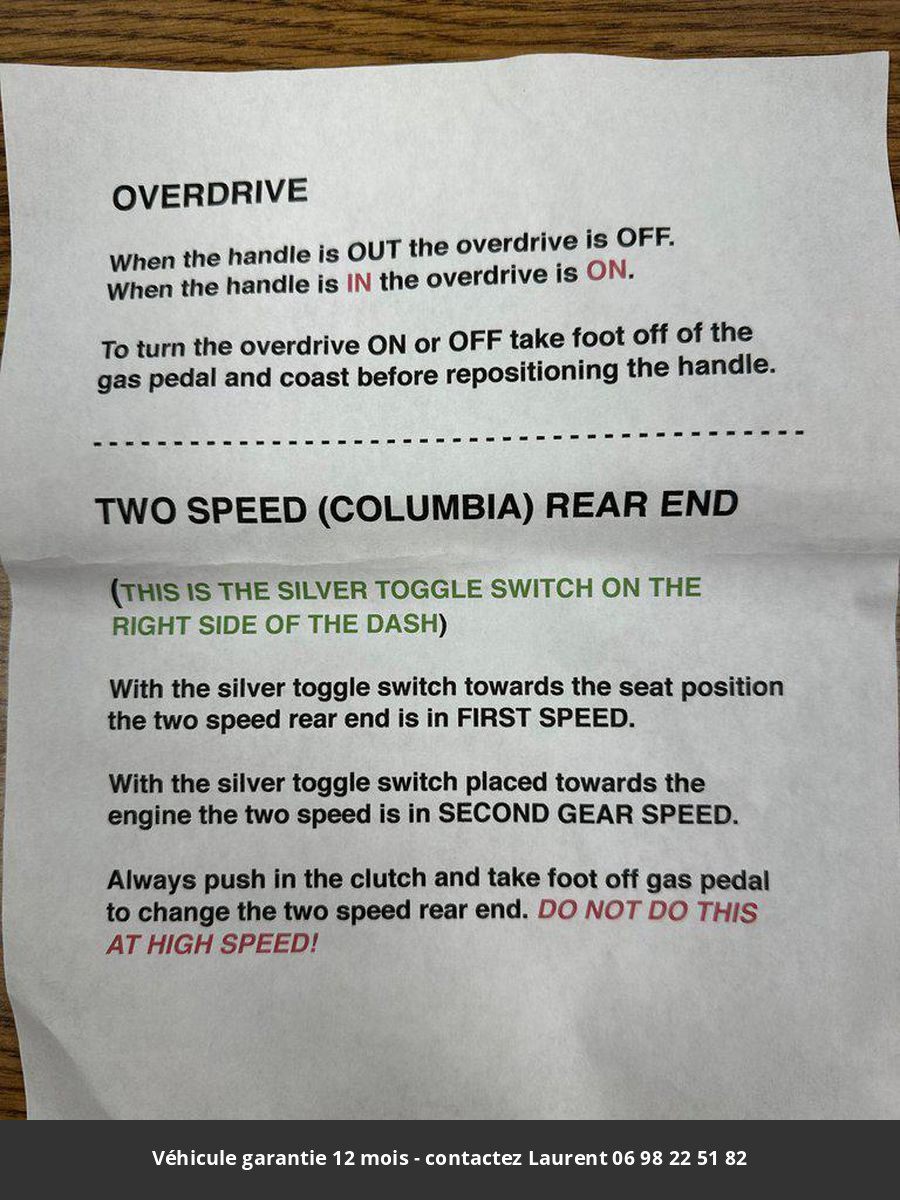 OVERDRIVE
When the handle is OUT the overdrive is OFF.
When the handle is IN the overdrive is ON.
To turn the overdrive ON or OFF take foot off of the
gas pedal and coast before repositioning the handle.
TWO SPEED (COLUMBIA) REAR END
(THIS IS THE SILVER TOGGLE SWITCH ON THE
RIGHT SIDE OF THE DASH)
With the silver toggle switch towards the seat position
the two speed rear end is in FIRST SPEED.
With the silver toggle switch placed towards the
engine the two speed is in SECOND GEAR SPEED.
Always push in the clutch and take foot off gas pedal
to change the two speed rear end. DO NOT DO THIS
AT HIGH SPEED!
Véhicule garantie 12 mois - contactez Laurent 06 98 22 51 82